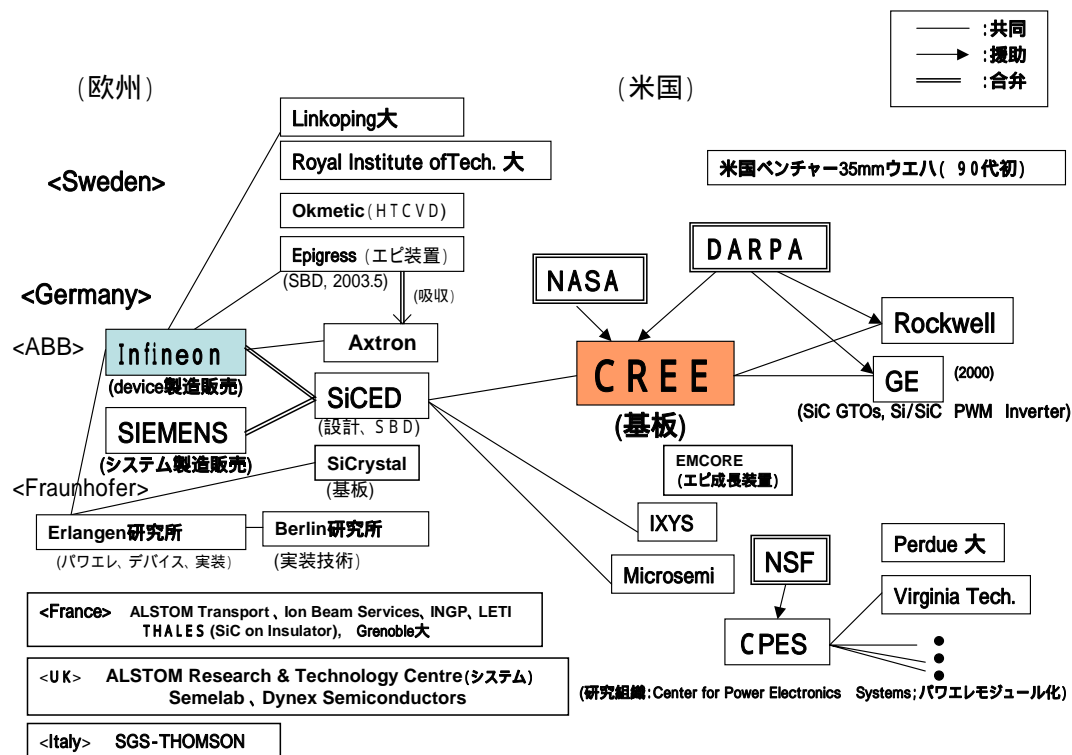 :共同
:援助
:合弁
(欧州)
(米国)
Linkoping大
Royal Institute ofTech. 大
<Sweden>
米国ベンチャー35mmウエハ( 90代初)
Okmetic(HTCVD)
Epigress (エピ装置)
(SBD, 2003.5)
(吸収)
DARPA
NASA
<Germany>
<ABB>
Infineon
(device製造販売)
Axtron
Rockwell
CREE
(基板)
GE
(2000)
(SiC GTOs, Si/SiC PWM Inverter)
SiCED
(設計、SBD)
SIEMENS
(システム製造販売)
SiCrystal
(基板)
EMCORE
(エピ成長装置)
<Fraunhofer>
Erlangen研究所
(パワエレ、デバイス、実装)
Berlin研究所
(実装技術)
IXYS
Microsemi
NSF
Perdue 大
Virginia Tech.
CPES
(研究組織:Center for Power Electronics Systems;パワエレモジュール化)
<France> ALSTOM Transport、Ion Beam Services、INGP、LETI
THALES (SiC on Insulator), Grenoble大
<UK> ALSTOM Research & Technology Centre(システム)
Semelab、Dynex Semiconductors
<Italy> SGS-THOMSON